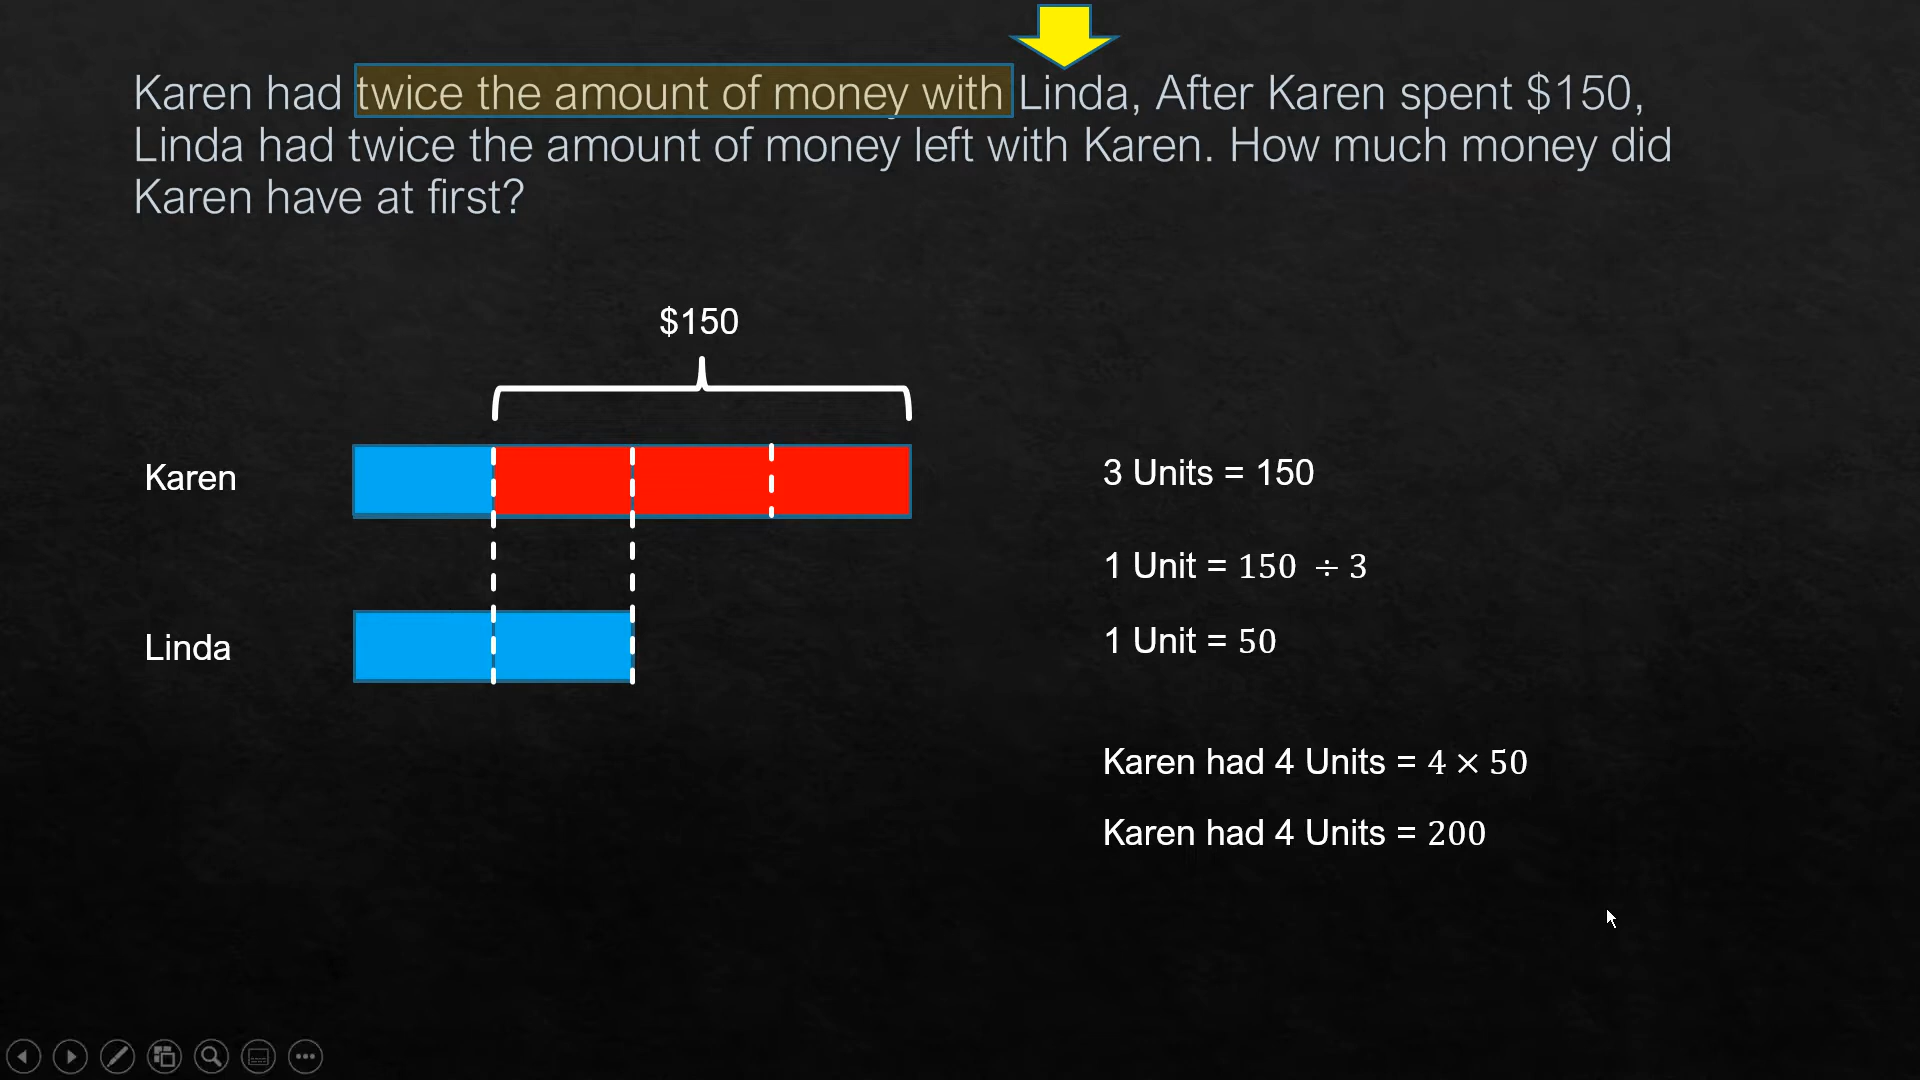 Karen had twice the amount of money with Linda, After Karen spent $150,
Linda had twice the amount of money left with Karen. How much money did
Karen have at first?
$150
Karen
Linda
3 Units = 150
1 Unit = 150 ÷ 3
1 Unit = 50
Karen had 4 Units = 4 × 50
Karen had 4 Units = 200